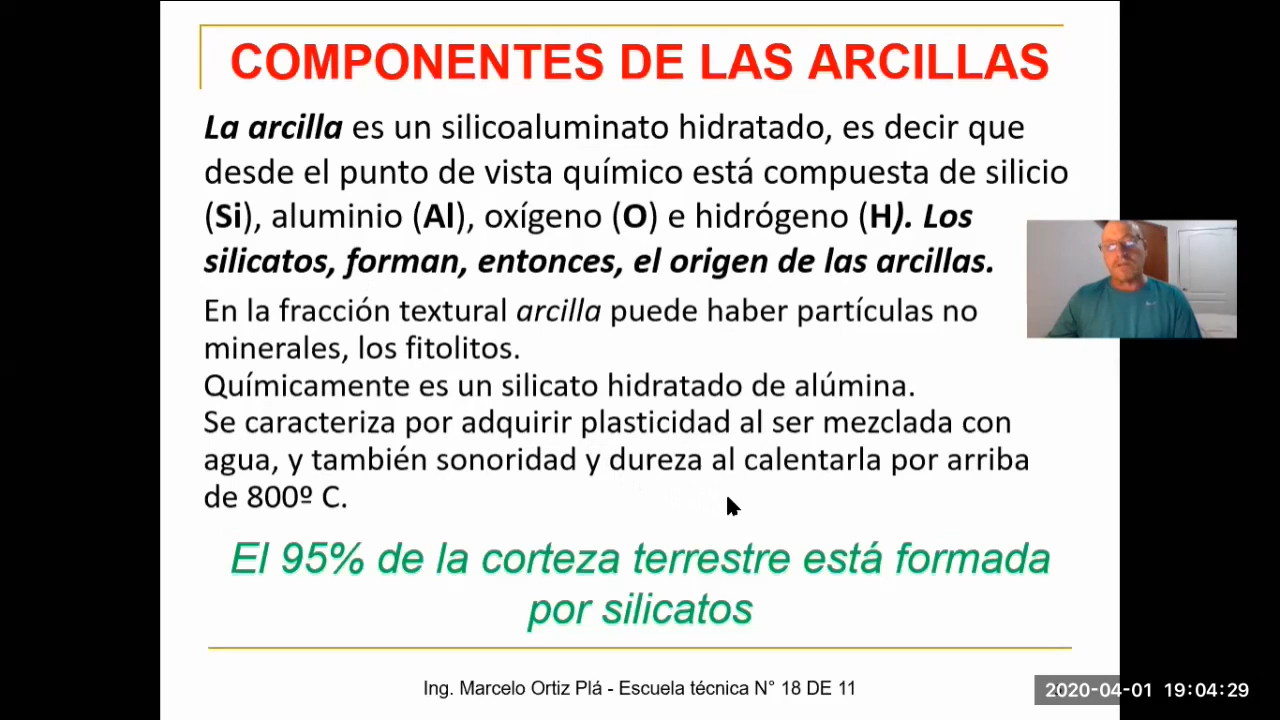 COMPONENTES DE LAS ARCILLAS
La arcilla es un silicoaluminato hidratado, es decir que
desde el punto de vista químico está compuesta de silicio
(Si), aluminio (Al), oxígeno (O) e hidrógeno (H). Los
silicatos, forman, entonces, el origen de las arcillas.
En la fracción textural arcilla puede haber partículas no
minerales, los fitolitos.
Químicamente es un silicato hidratado de alúmina.
Se caracteriza por adquirir plasticidad al ser mezclada con
agua, y también sonoridad y dureza al calentarla por arriba
de 800º C.
El 95% de la corteza terrestre está formada
por silicatos
Ing. Marcelo Ortiz Plá - Escuela técnica N° 18 DE 11
2020-04-01 19:04:29